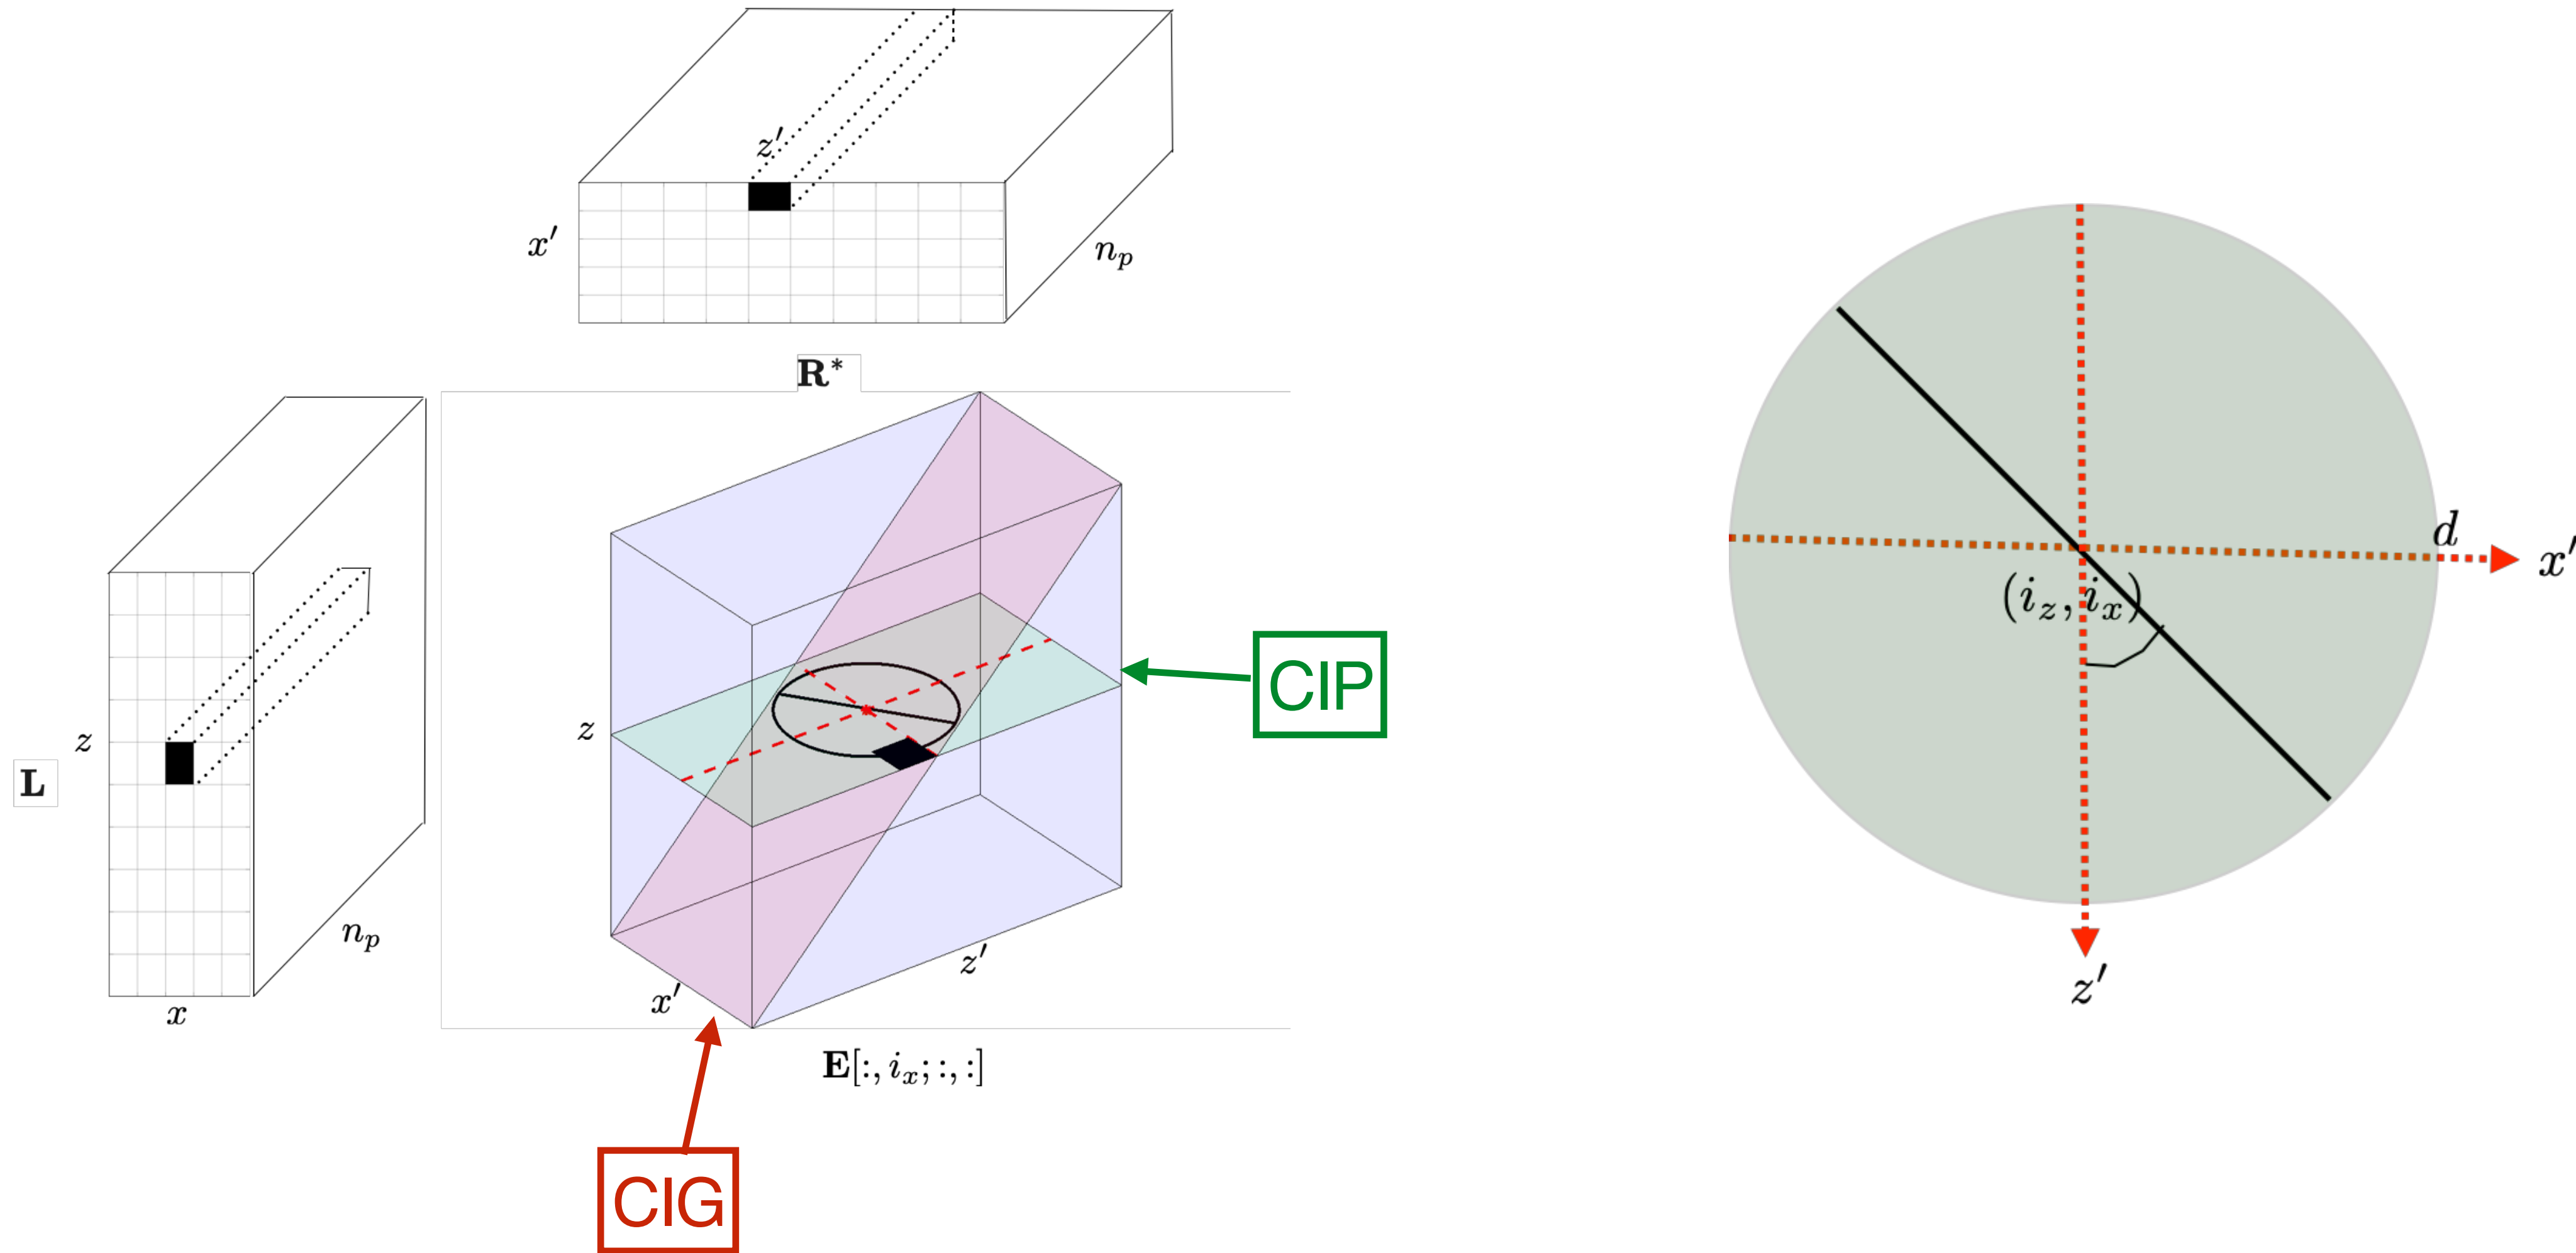 z′
x′
n_p
R*
z
L
n_p
x
CIP
z
x′
z′
E[:, i_x; :, :]
CIG
d
x′
(i_z, i_x)
z′